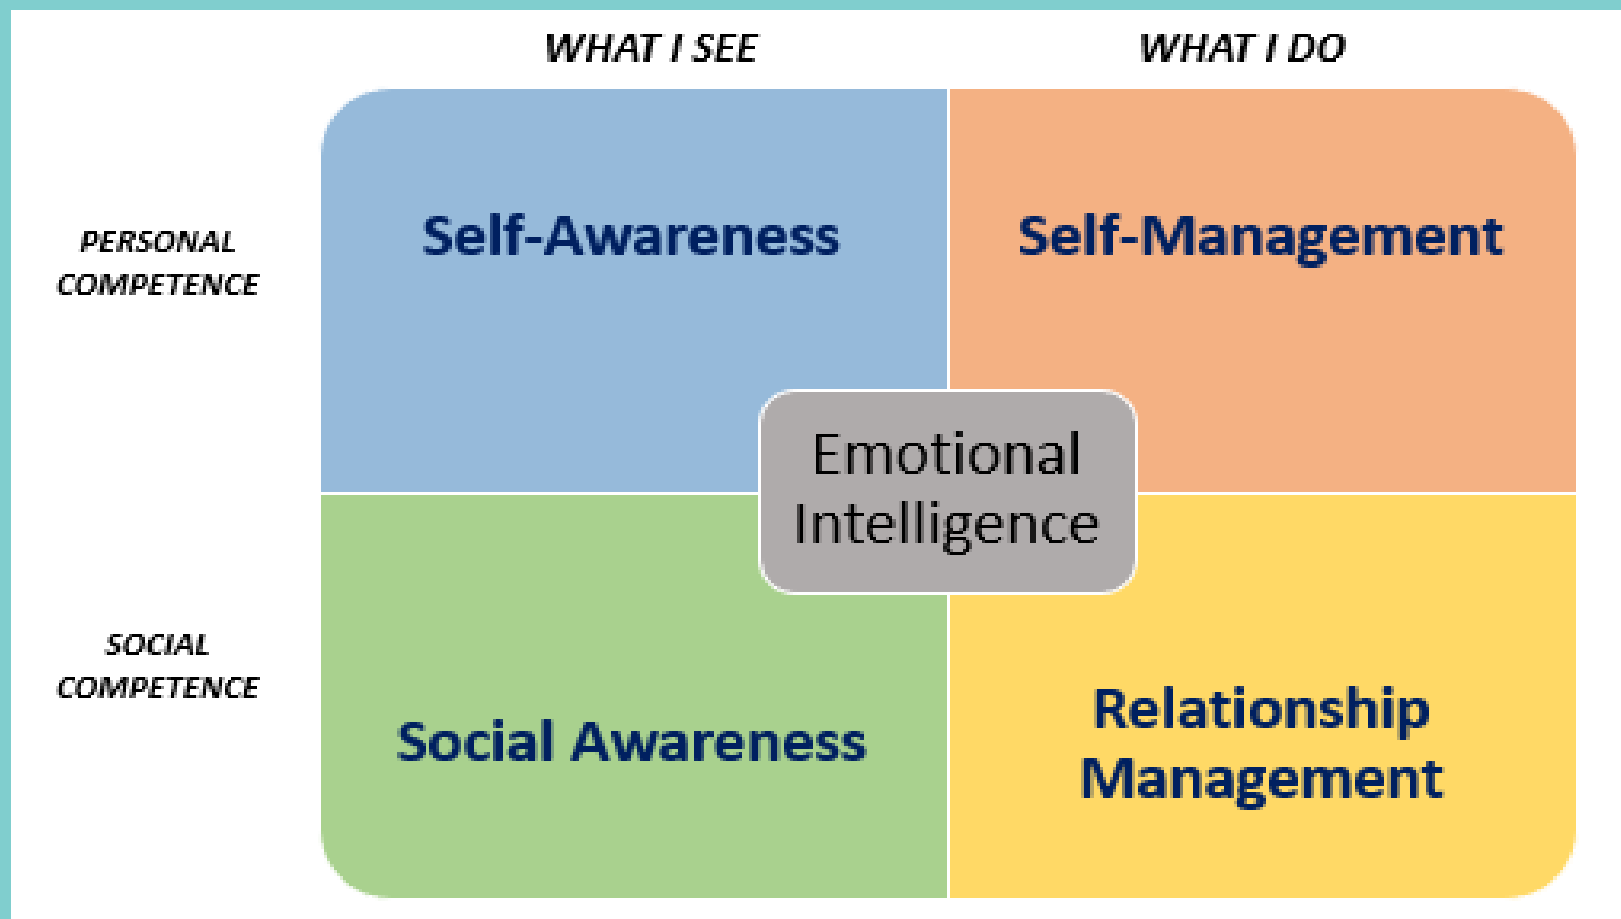 WHAT I SEE
WHAT I DO
PERSONAL
COMPETENCE
Self-Awareness
Self-Management
Emotional
Intelligence
SOCIAL
COMPETENCE
Social Awareness
Relationship
Management